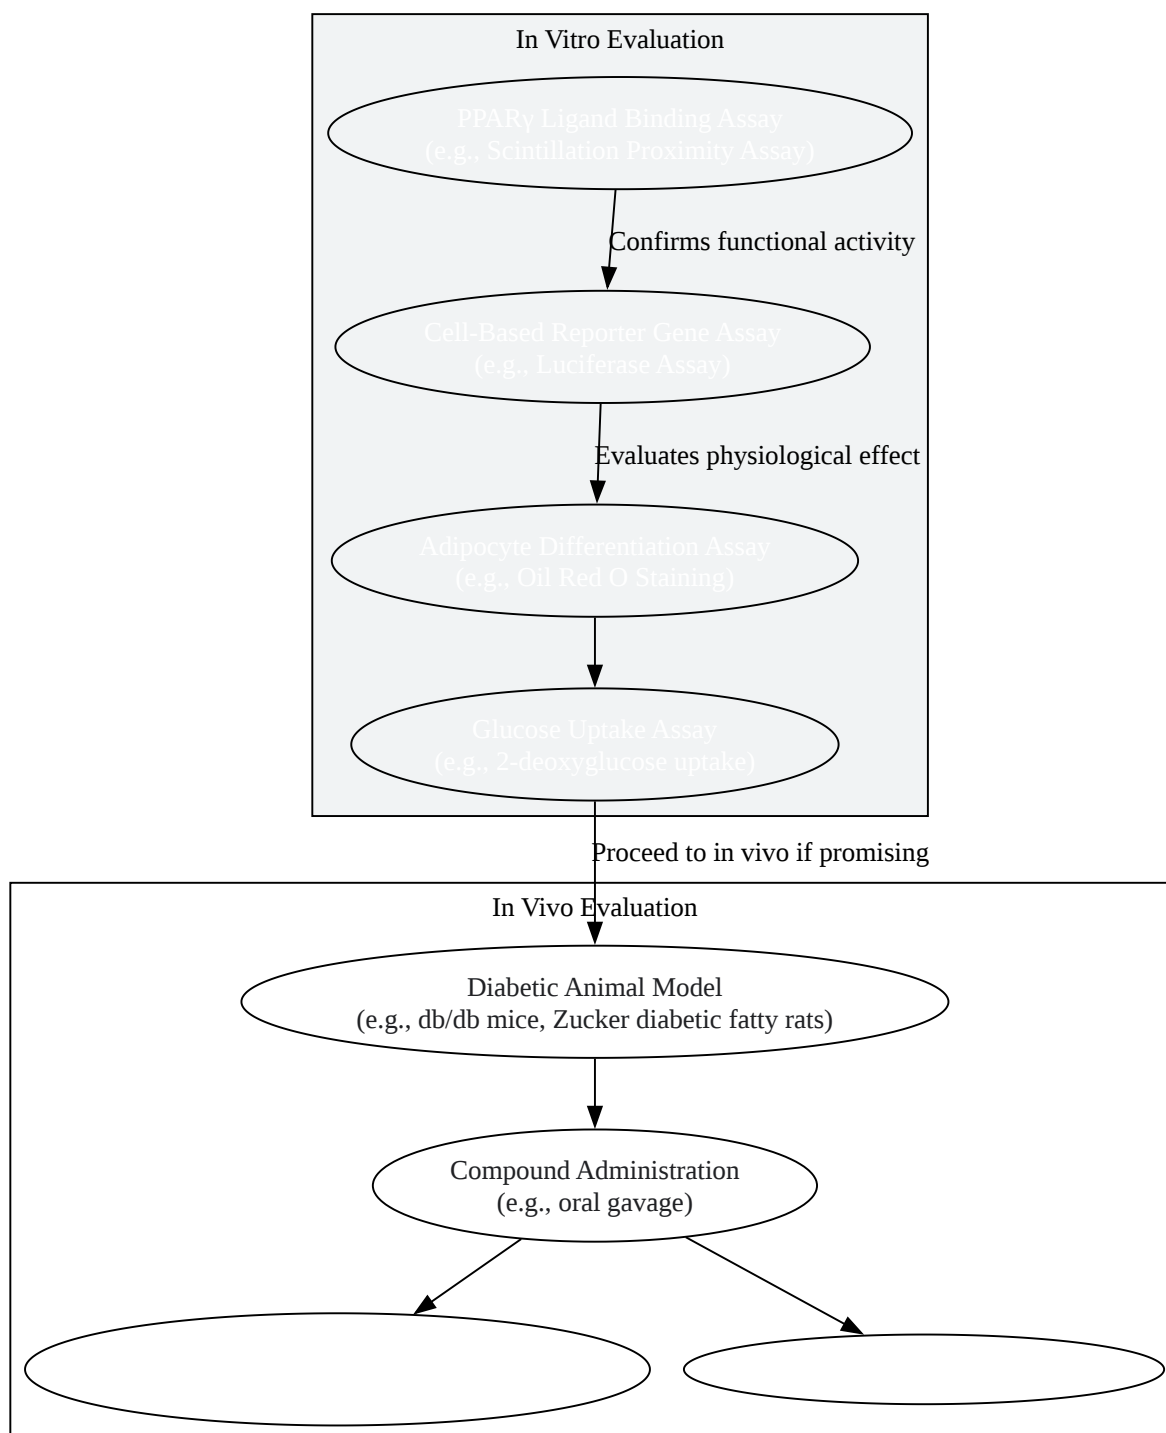 In Vitro Evaluation
PPARγ Ligand Binding Assay
(e.g., Scintillation Proximity Assay)
Confirms functional activity
Cell-Based Reporter Gene Assay
(e.g., Luciferase Assay)
Evaluates physiological effect
Adipocyte Differentiation Assay
(e.g., Oil Red O Staining)
Glucose Uptake Assay
(e.g., 2-deoxyglucose uptake)
Proceed to in vivo if promising
In Vivo Evaluation
Diabetic Animal Model
(e.g., db/db mice, Zucker diabetic fatty rats)
Compound Administration
(e.g., oral gavage)